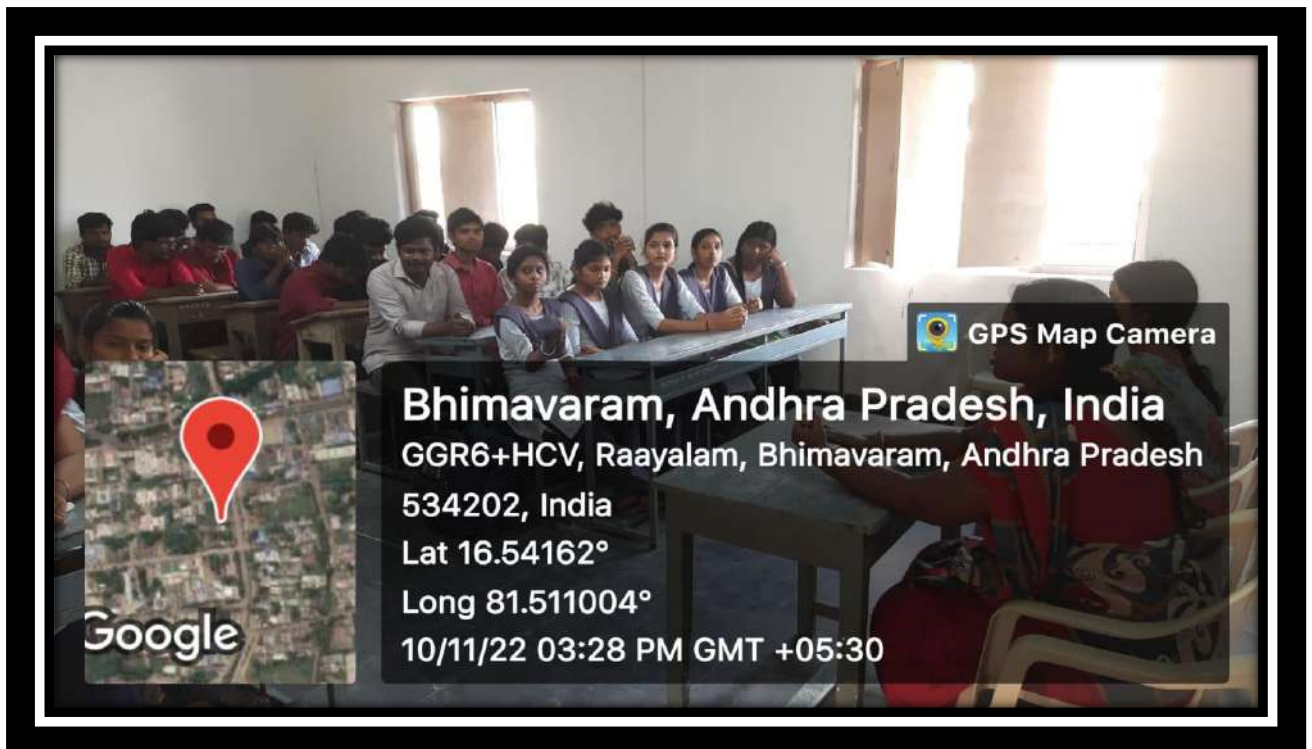 GPS Map Camera
Bhimavaram, Andhra Pradesh, India
GGR6+HCV, Raayalam, Bhimavaram, Andhra Pradesh
534202, India
Lat 16.54162°
Long 81.511004°
10/11/22 03:28 PM GMT +05:30
Google